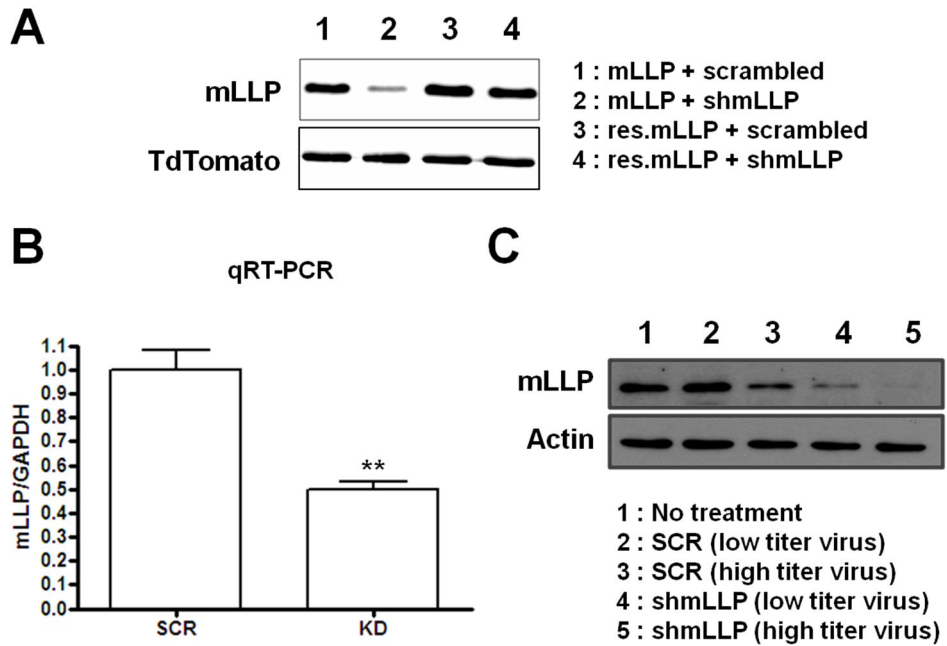 A
1 2 3 4
mLLP
TdTomato
1 : mLLP + scrambled
2 : mLLP + shmLLP
3 : res.mLLP + scrambled
4 : res.mLLP + shmLLP
B
qRT-PCR
mLLP/GAPDH
1.1
1.0
0.9
0.8
0.7
0.6
0.5
0.4
0.3
0.2
0.1
0.0
**
SCR KD
C
1 2 3 4 5
mLLP
Actin
1 : No treatment
2 : SCR (low titer virus)
3 : SCR (high titer virus)
4 : shmLLP (low titer virus)
5 : shmLLP (high titer virus)